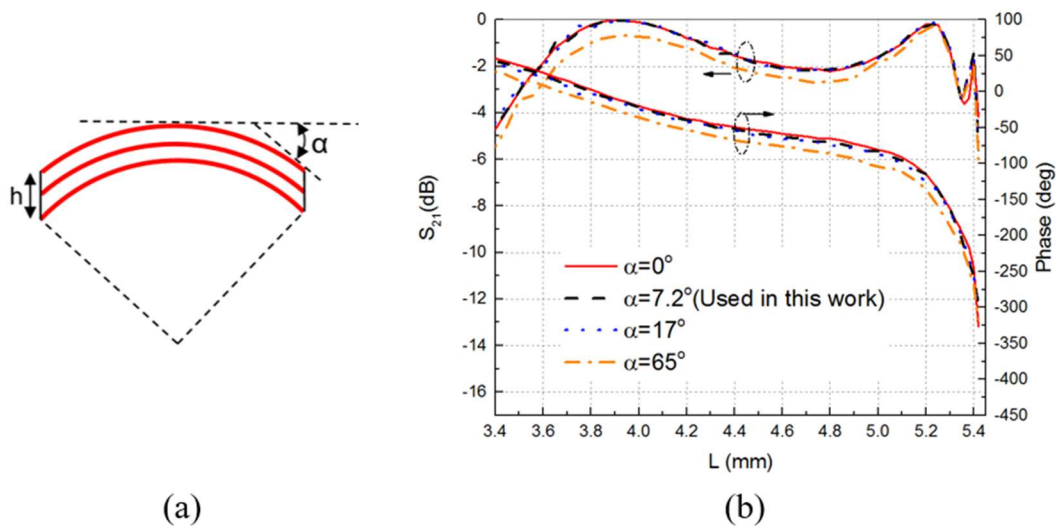 α
h
(a)
S21(dB)
0
-2
-4
-6
-8
-10
-12
-14
-16
α=0°
α=7.2°(Used in this work)
α=17°
α=65°
3.4 3.6 3.8 4.0 4.2 4.4 4.6 4.8 5.0 5.2 5.4
L (mm)
100
50
0
-50
-100
-150
-200
-250
-300
-350
-400
-450
Phase (deg)
(b)